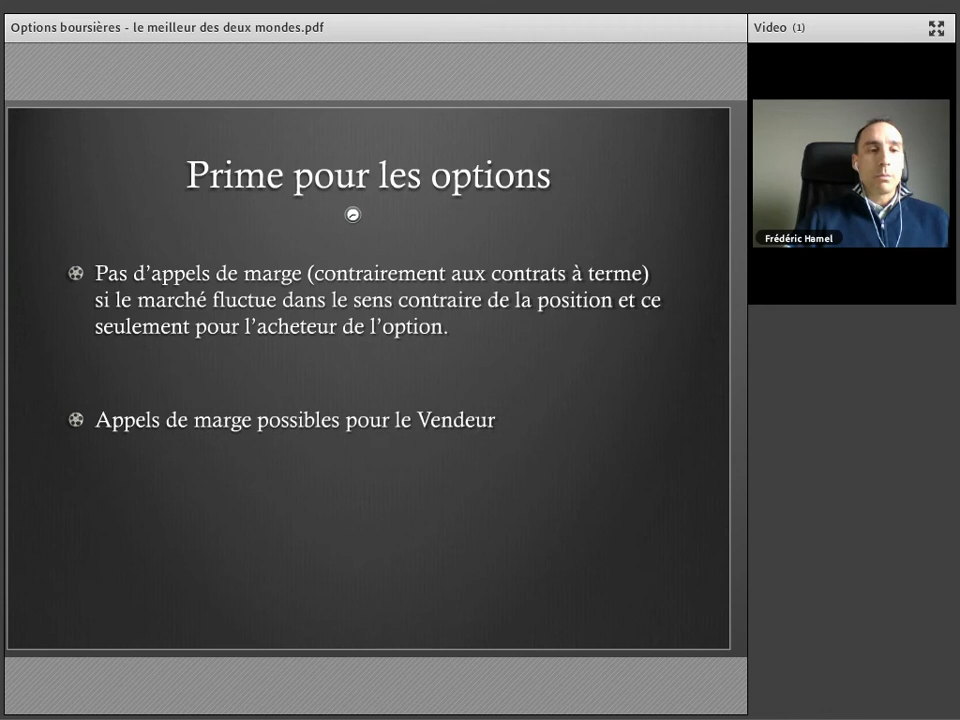 Options boursières - le meilleur des deux mondes.pdf
Video (1)
Frédéric Hamel
Prime pour les options
Pas d’appels de marge (contrairement aux contrats à terme)
si le marché fluctue dans le sens contraire de la position et ce
seulement pour l’acheteur de l’option.
Appels de marge possibles pour le Vendeur